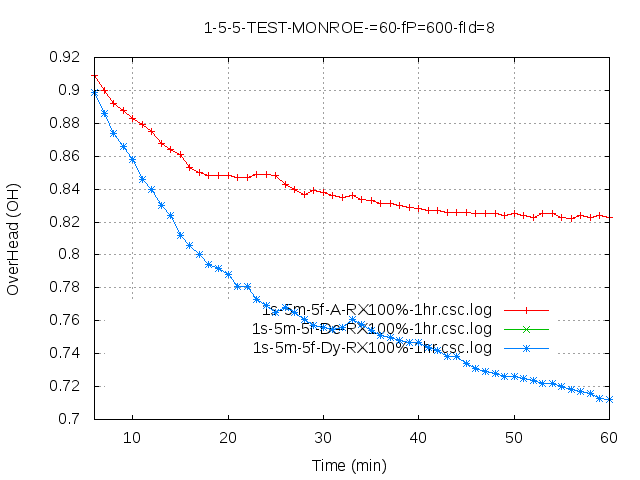 1-5-5-TEST-MONROE-=60-fP=600-fId=8
0.92
0.9
0.88
0.86
0.84
0.82
0.8
0.78
0.76
0.74
0.72
0.7
OverHead (OH)
1s-5m-5f-A-RX100%-1hr.csc.log
1s-5m-5f-De-RX100%-1hr.csc.log
1s-5m-5f-Dy-RX100%-1hr.csc.log
10 20 30 40 50 60
Time (min)